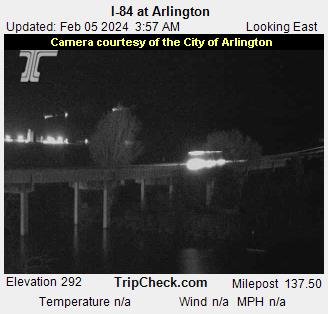 I-84 at Arlington
Updated: Feb 05 2024 3:57 AM Looking East
Camera courtesy of the City of Arlington
Elevation 292 TripCheck.com Milepost 137.50
Temperature n/a Wind n/a MPH n/a